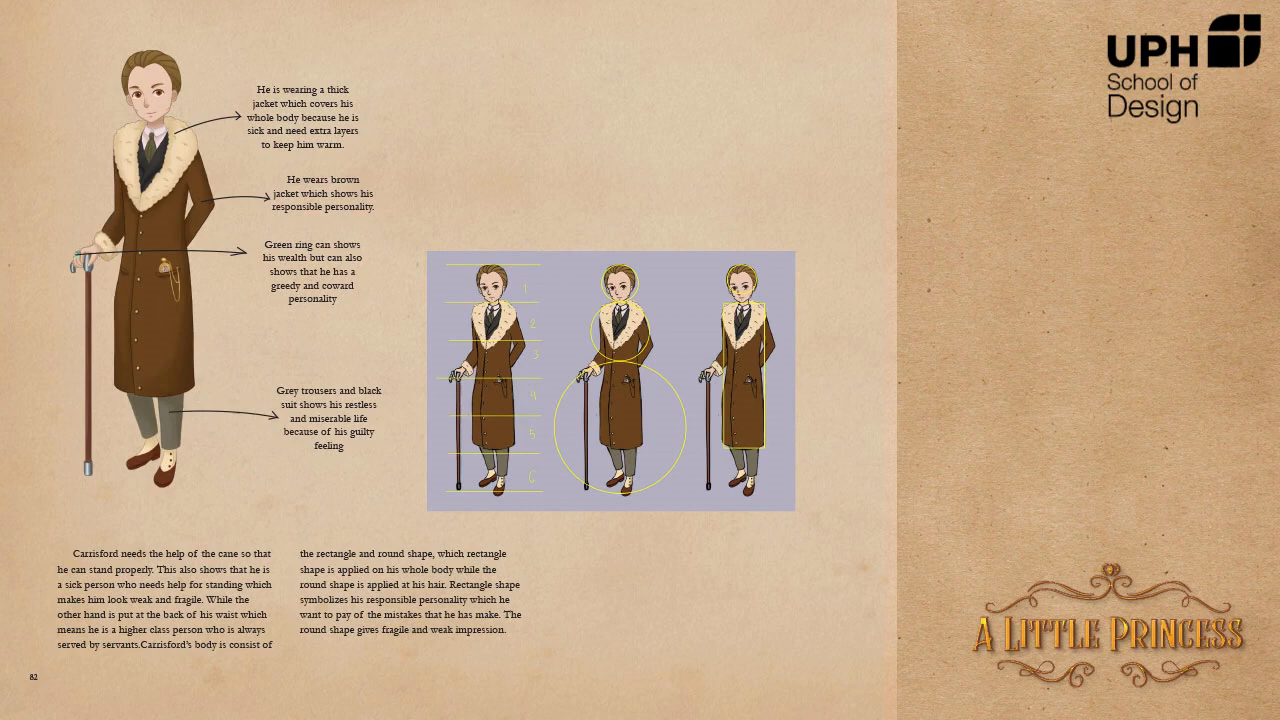 UPH
School of
Design
He is wearing a thick
jacket which covers his
whole body because he is
sick and need extra layers
to keep him warm.
He wears brown
jacket which shows his
responsible personality.
Green ring can shows
his wealth but can also
shows that he has a
greedy and coward
personality
Grey trousers and black
suit shows his restless
and miserable life
because of his guilty
feeling
1
2
3
4
5
6
Carrisford needs the help of the cane so that
he can stand properly. This also shows that he is
a sick person who needs help for standing which
makes him look weak and fragile. While the
other hand is put at the back of his waist which
means he is a higher class person who is always
served by servants.Carrisford's body is consist of
the rectangle and round shape, which rectangle
shape is applied on his whole body while the
round shape is applied at his hair. Rectangle shape
symbolizes his responsible personality which he
want to pay of the mistakes that he has make. The
round shape gives fragile and weak impression.
A LITTLE PRINCESS
82